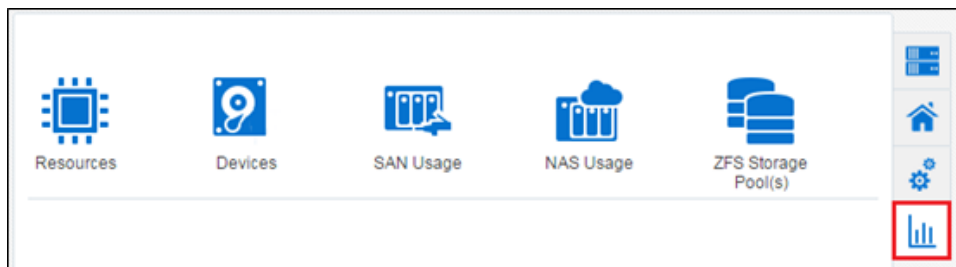 Resources
Devices
SAN Usage
NAS Usage
ZFS Storage
Pool(s)